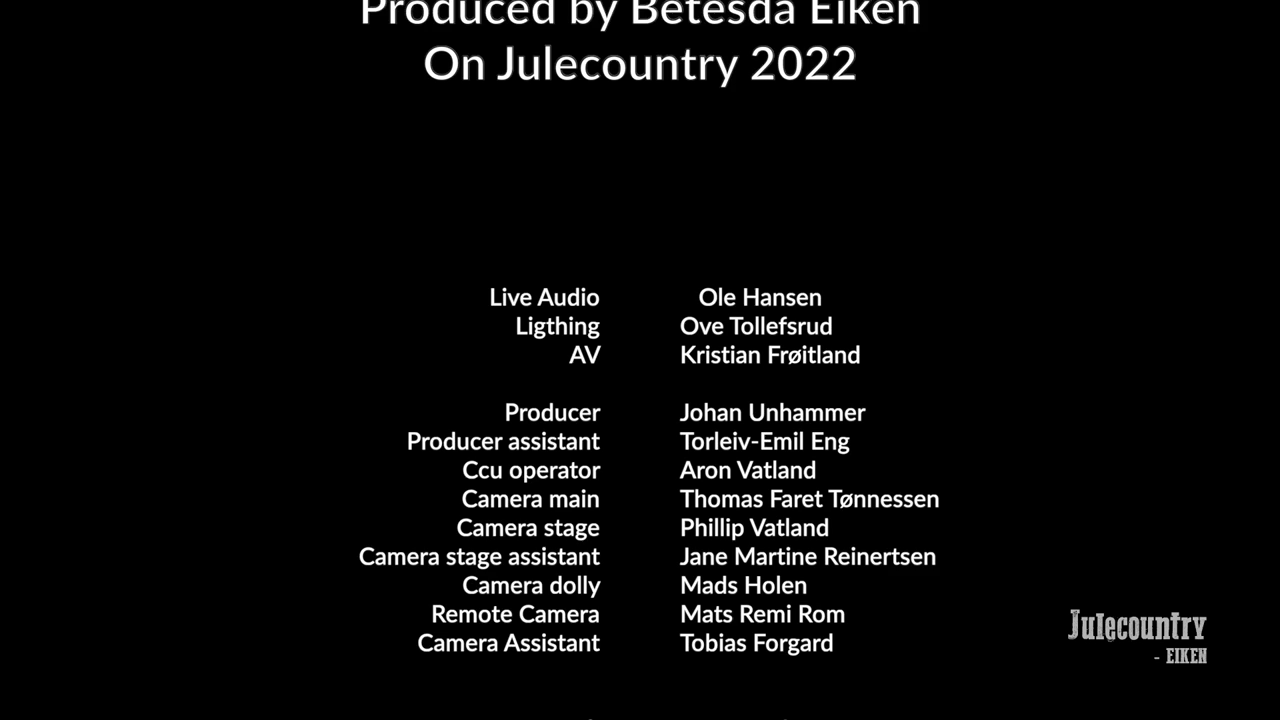 Produced by Betesda Eiken
On Julecountry 2022
Live Audio Ole Hansen
Ligthing Ove Tollefsrud
AV Kristian Frøitland
Producer Johan Unhammer
Producer assistant Torleiv-Emil Eng
Ccu operator Aron Vatland
Camera main Thomas Faret Tønnessen
Camera stage Phillip Vatland
Camera stage assistant Jane Martine Reinertsen
Camera dolly Mads Holen
Remote Camera Mats Remi Rom
Camera Assistant Tobias Forgard
Julecountry
- EIKEN